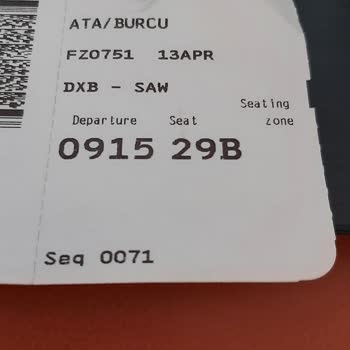 ATA/BURCU
FZ0751 13APR
DXB - SAW
Seating
Departure Seat zone
0915 29B
Seq 0071